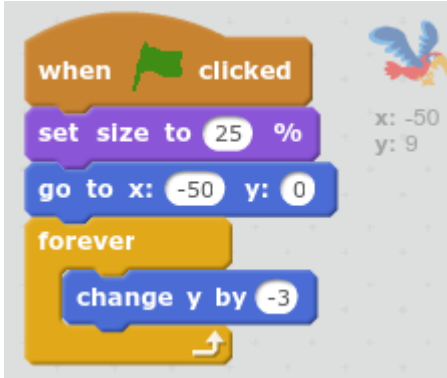 when clicked
set size to 25 %
go to x: -50 y: 0
forever
change y by -3
x: -50
y: 9